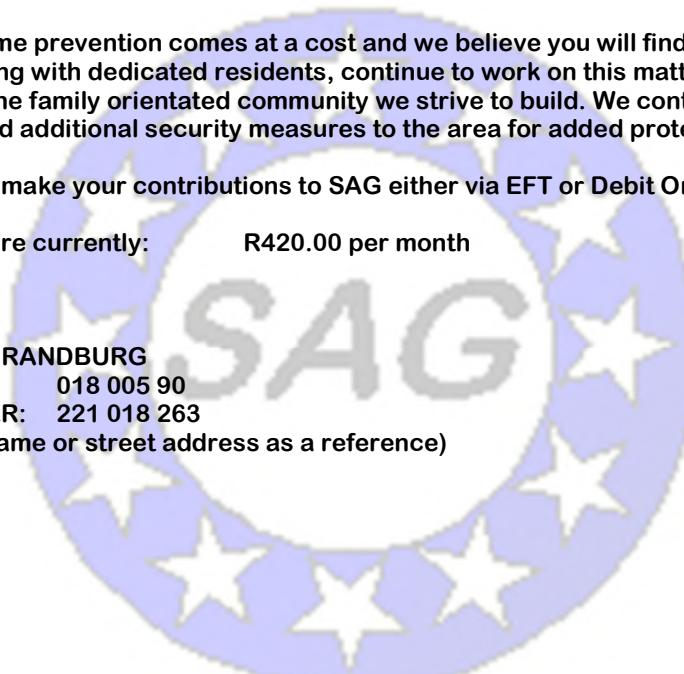 me prevention comes at a cost and we believe you will find
ng with dedicated residents, continue to work on this matt
ne family orientated community we strive to build. We cont
d additional security measures to the area for added prote
make your contributions to SAG either via EFT or Debit Or
re currently: R420.00 per month
SAG
RANDBURG
018 005 90
R: 221 018 263
ame or street address as a reference)